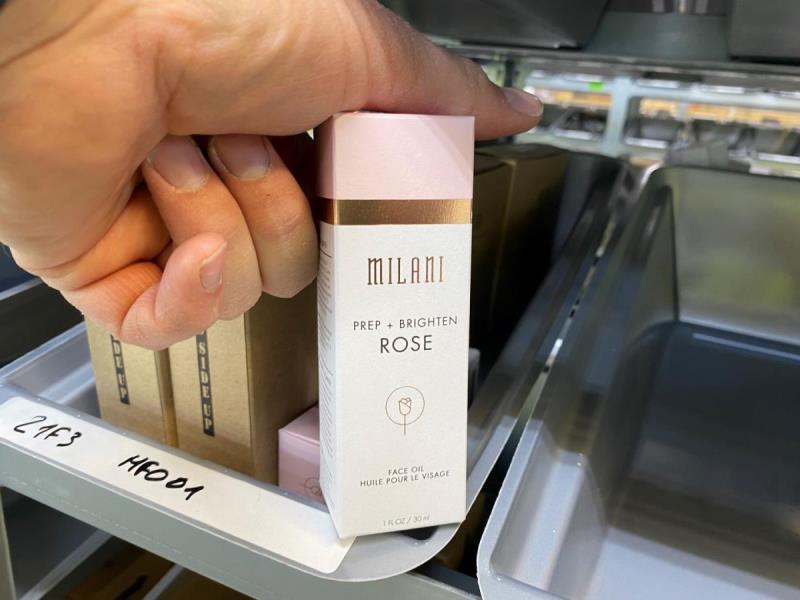 MILANI
PREP + BRIGHTEN
ROSE
FACE OIL
HUILE POUR LE VISAGE
1 FL OZ / 30 ml
SIDE UP
21F3
HF001